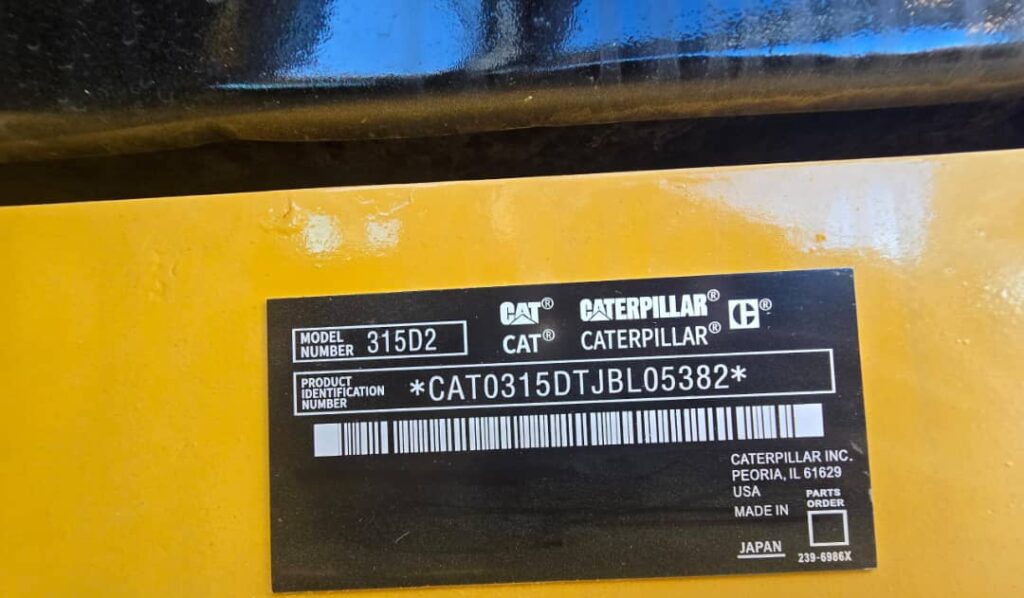 CAT® CATERPILLAR® C®
CAT® CATERPILLAR®
MODEL NUMBER 315D2
PRODUCT IDENTIFICATION NUMBER *CAT0315DTJBL05382*
CATERPILLAR INC.
PEORIA, IL 61629
USA
MADE IN
JAPAN
PARTS
ORDER
239-6986X